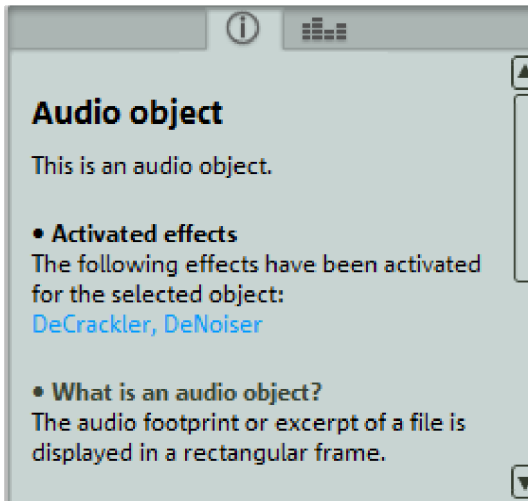 Audio object
This is an audio object.
• Activated effects
The following effects have been activated
for the selected object:
DeCrackler, DeNoiser
• What is an audio object?
The audio footprint or excerpt of a file is
displayed in a rectangular frame.